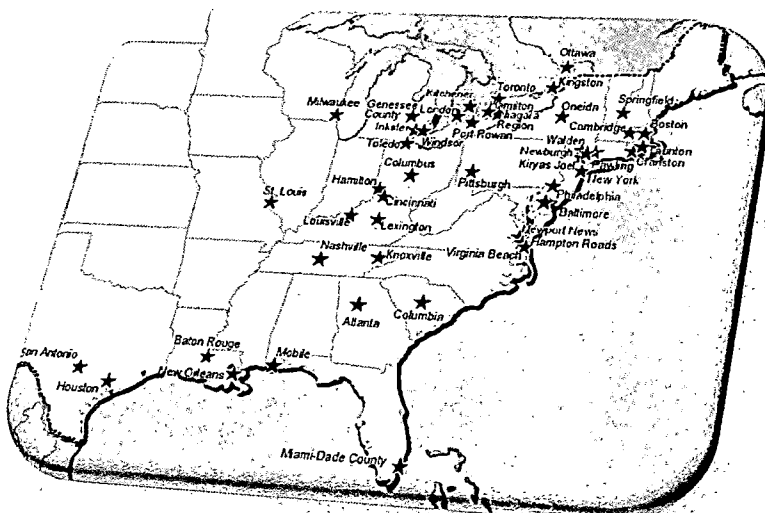 Ottawa
Kitchener
Toronto
Kingston
Milwaukee
Genessee
County
London
Hamilton
Niagara
Region
Oneida
Springfield
Inkster
Windsor
Port Rowan
Cambridge
Boston
Toledo
Walden
Newburgh
Taunton
Columbus
Kiryas Joel
Pawling
Cranston
New York
Hamilton
Pittsburgh
St. Louis
Cincinnati
Philadelphia
Baltimore
Louisville
Lexington
Newport News
Nashville
Knoxville
Virginia Beach
Hampton Roads
Atlanta
Columbia
Baton Rouge
San Antonio
Mobile
Houston
New Orleans
Miami-Dade County